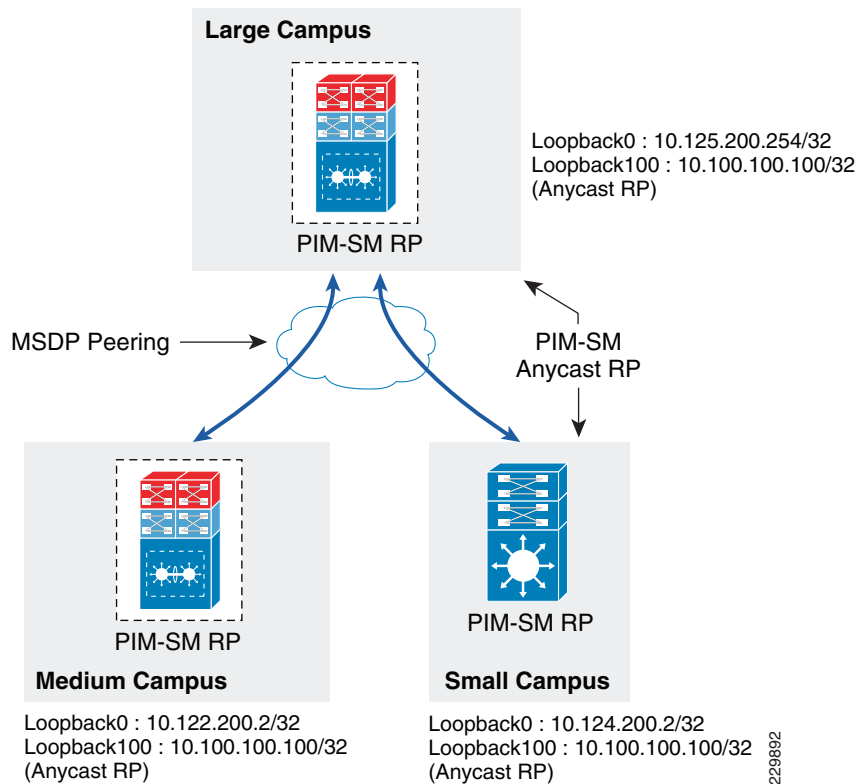 Large Campus
PIM-SM RP
Loopback0 : 10.125.200.254/32
Loopback100 : 10.100.100.100/32
(Anycast RP)
MSDP Peering
PIM-SM
Anycast RP
PIM-SM RP
Medium Campus
Loopback0 : 10.122.200.2/32
Loopback100 : 10.100.100.100/32
(Anycast RP)
PIM-SM RP
Small Campus
Loopback0 : 10.124.200.2/32
Loopback100 : 10.100.100.100/32
(Anycast RP)
229892